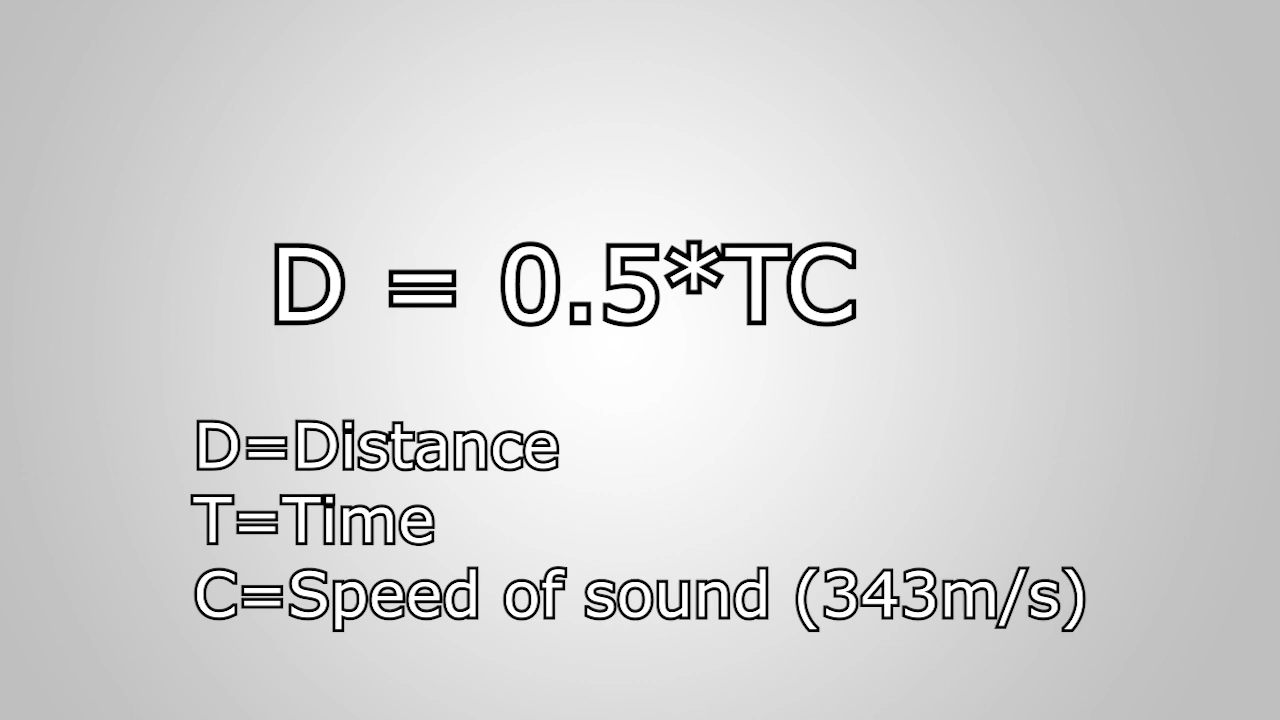 D = 0.5*TC
D=Distance
T=Time
C=Speed of sound (343m/s)